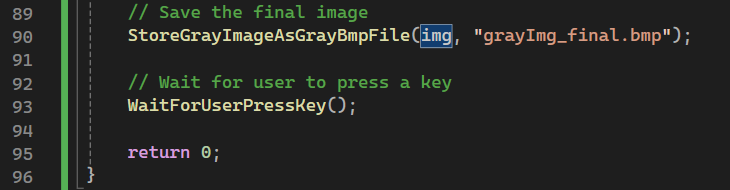 89 // Save the final image
90 StoreGrayImageAsGrayBmpFile(img, "grayImg_final.bmp");
91
92 // Wait for user to press a key
93 WaitForUserPressKey();
94
95 return 0;
96 }